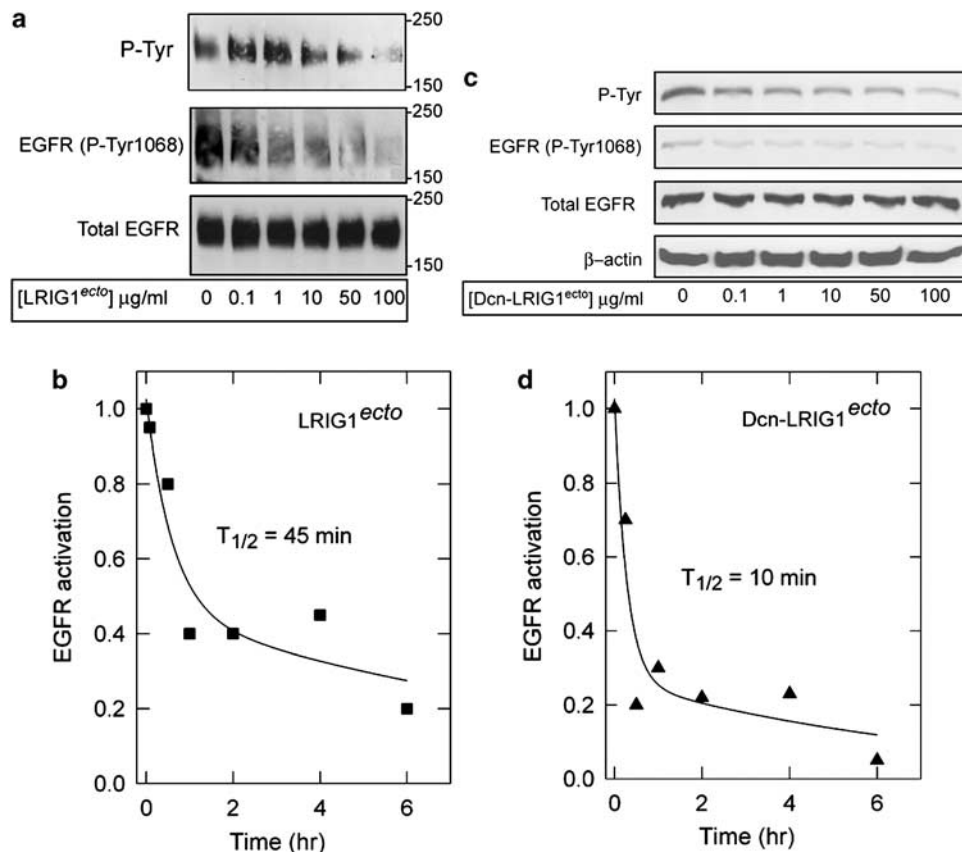 a
P-Tyr
250
150
EGFR (P-Tyr1068)
250
150
Total EGFR
250
150
[LRIG1ecto] μg/ml 0 0.1 1 10 50 100
c
P-Tyr
EGFR (P-Tyr1068)
Total EGFR
β–actin
[Dcn-LRIG1ecto] μg/ml 0 0.1 1 10 50 100
b
LRIG1ecto
T1/2 = 45 min
EGFR activation
1.0
0.8
0.6
0.4
0.2
0.0
0 2 4 6
Time (hr)
d
Dcn-LRIG1ecto
T1/2 = 10 min
EGFR activation
1.0
0.8
0.6
0.4
0.2
0.0
0 2 4 6
Time (hr)